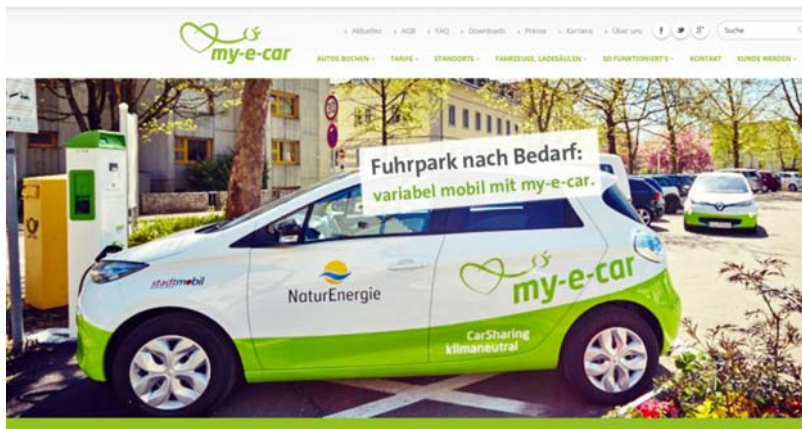 my-e-car
› Aktuelles › AGB › FAQ › Downloads › Presse › Karriere › Über uns
Suche
AUTOS BUCHEN TARIFE STANDORTE FAHRZEUGE, LADESÄULEN SO FUNKTIONIERT'S KONTAKT KUNDE WERDEN
Fuhrpark nach Bedarf:
variabel mobil mit my-e-car.
stadtmobil
NaturEnergie
my-e-car
CarSharing
klimaneutral